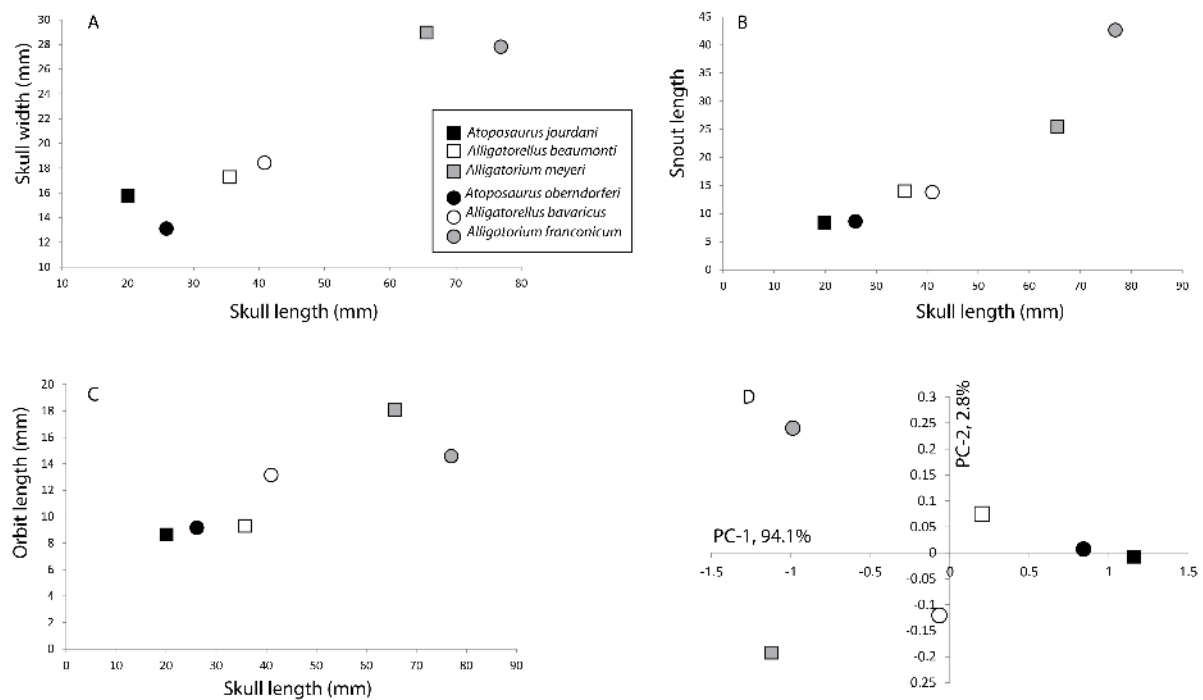 A
Skull width (mm)
30
28
26
24
22
20
18
16
14
12
10
10 20 30 40 50 60 70 80
Skull length (mm)
Atoposaurus jourdani
Alligatorellus beaumonti
Alligatorium meyeri
Atoposaurus oberndorferi
Alligatorellus bavaricus
Alligatorium franconicum
B
Snout length
45
40
35
30
25
20
15
10
5
0
0 10 20 30 40 50 60 70 80 90
Skull length (mm)
C
Orbit length (mm)
20
18
16
14
12
10
8
6
4
2
0
0 10 20 30 40 50 60 70 80 90
Skull length (mm)
D
PC-2, 2.8%
0.3
0.25
0.2
0.15
0.1
0.05
0
PC-1, 94.1%
-1.5 -1 -0.5 0 0.5 1 1.5
-0.05
-0.1
-0.15
-0.2
0.25